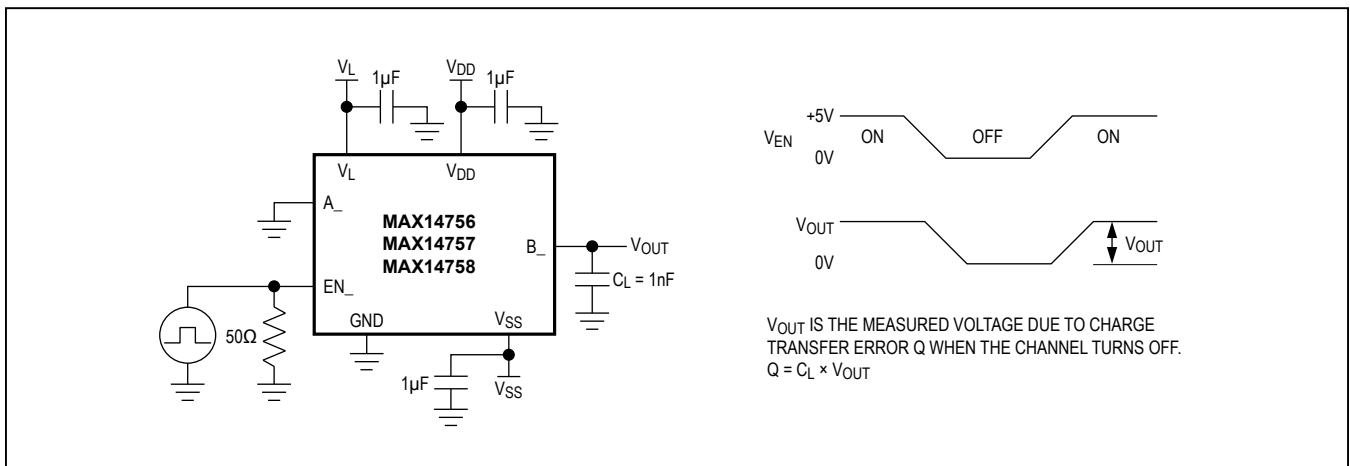 VL
1µF
VDD
1µF
VL
VDD
A_
MAX14756
MAX14757
MAX14758
B_
VOUT
CL = 1nF
EN_
50Ω
GND
VSS
1µF
VSS
+5V
VEN
ON
OFF
ON
0V
VOUT
VOUT
0V
VOUT IS THE MEASURED VOLTAGE DUE TO CHARGE
TRANSFER ERROR Q WHEN THE CHANNEL TURNS OFF.
Q = CL × VOUT